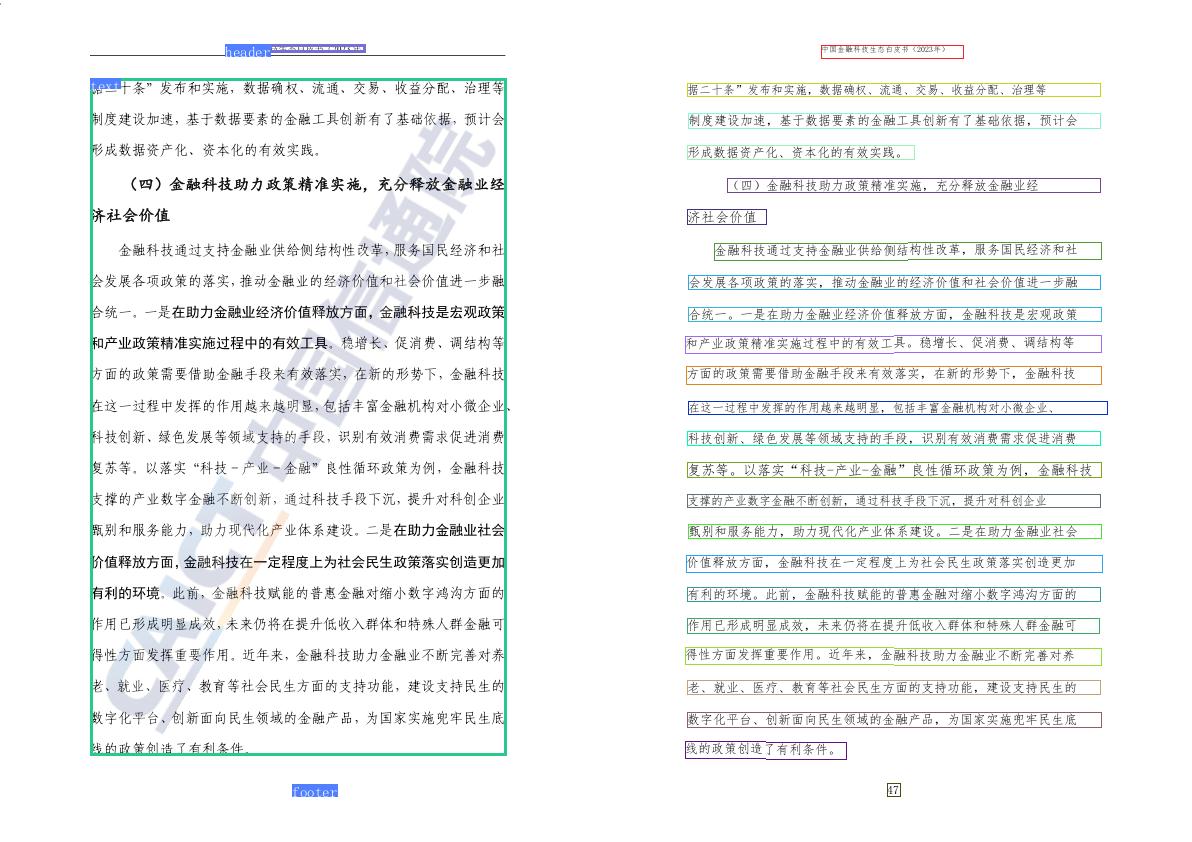 header
text
据二十条”发布和实施，数据确权、流通、交易、收益分配、治理等
制度建设加速，基于数据要素的金融工具创新有了基础依据，预计会
形成数据资产化、资本化的有效实践。
（四）金融科技助力政策精准实施，充分释放金融业经
济社会价值
金融科技通过支持金融业供给侧结构性改革，服务国民经济和社
会发展各项政策的落实，推动金融业的经济价值和社会价值进一步融
合统一。一是在助力金融业经济价值释放方面，金融科技是宏观政策
和产业政策精准实施过程中的有效工具。稳增长、促消费、调结构等
方面的政策需要借助金融手段来有效落实，在新的形势下，金融科技
在这一过程中发挥的作用越来越明显，包括丰富金融机构对小微企业、
科技创新、绿色发展等领域支持的手段，识别有效消费需求促进消费
复苏等。以落实“科技－产业－金融”良性循环政策为例，金融科技
支撑的产业数字金融不断创新，通过科技手段下沉，提升对科创企业
甄别和服务能力，助力现代化产业体系建设。二是在助力金融业社会
价值释放方面，金融科技在一定程度上为社会民生政策落实创造更加
有利的环境。此前，金融科技赋能的普惠金融对缩小数字鸿沟方面的
作用已形成明显成效，未来仍将在提升低收入群体和特殊人群金融可
得性方面发挥重要作用。近年来，金融科技助力金融业不断完善对养
老、就业、医疗、教育等社会民生方面的支持功能，建设支持民生的
数字化平台、创新面向民生领域的金融产品，为国家实施兜牢民生底
线的政策创造了有利条件。
CAICT 中国信通院
footer
中国金融科技生态白皮书（2023年）
据二十条”发布和实施，数据确权、流通、交易、收益分配、治理等
制度建设加速，基于数据要素的金融工具创新有了基础依据，预计会
形成数据资产化、资本化的有效实践。
（四）金融科技助力政策精准实施，充分释放金融业经
济社会价值
金融科技通过支持金融业供给侧结构性改革，服务国民经济和社
会发展各项政策的落实，推动金融业的经济价值和社会价值进一步融
合统一。一是在助力金融业经济价值释放方面，金融科技是宏观政策
和产业政策精准实施过程中的有效工具。稳增长、促消费、调结构等
方面的政策需要借助金融手段来有效落实，在新的形势下，金融科技
在这一过程中发挥的作用越来越明显，包括丰富金融机构对小微企业、
科技创新、绿色发展等领域支持的手段，识别有效消费需求促进消费
复苏等。以落实“科技-产业-金融”良性循环政策为例，金融科技
支撑的产业数字金融不断创新，通过科技手段下沉，提升对科创企业
甄别和服务能力，助力现代化产业体系建设。二是在助力金融业社会
价值释放方面，金融科技在一定程度上为社会民生政策落实创造更加
有利的环境。此前，金融科技赋能的普惠金融对缩小数字鸿沟方面的
作用已形成明显成效，未来仍将在提升低收入群体和特殊人群金融可
得性方面发挥重要作用。近年来，金融科技助力金融业不断完善对养
老、就业、医疗、教育等社会民生方面的支持功能，建设支持民生的
数字化平台、创新面向民生领域的金融产品，为国家实施兜牢民生底
线的政策创造了有利条件。
47